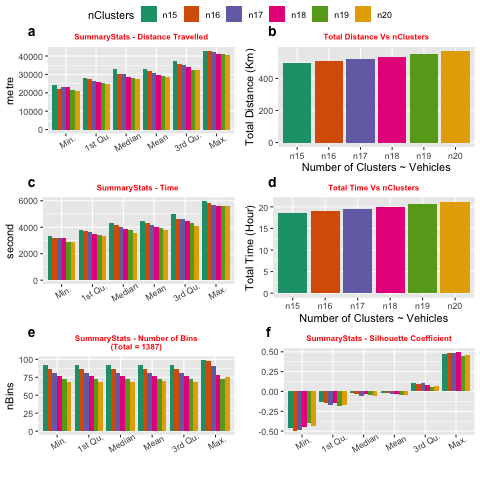 nClusters n15 n16 n17 n18 n19 n20
a
SummaryStats - Distance Travelled
metre
40000
30000
20000
10000
0
Min. 1st Qu. Median Mean 3rd Qu. Max.
b
Total Distance Vs nClusters
Total Distance (Km)
400
200
0
n15 n16 n17 n18 n19 n20
Number of Clusters ~ Vehicles
c
SummaryStats - Time
second
6000
4000
2000
0
Min. 1st Qu. Median Mean 3rd Qu. Max.
d
Total Time Vs nClusters
Total Time (Hour)
20
15
10
5
0
n15 n16 n17 n18 n19 n20
Number of Clusters ~ Vehicles
e
SummaryStats - Number of Bins
(Total = 1387)
nBins
100
75
50
25
0
Min. 1st Qu. Median Mean 3rd Qu. Max.
f
SummaryStats - Silhouette Coefficient
0.50
0.25
0.00
-0.25
-0.50
Min. 1st Qu. Median Mean 3rd Qu. Max.